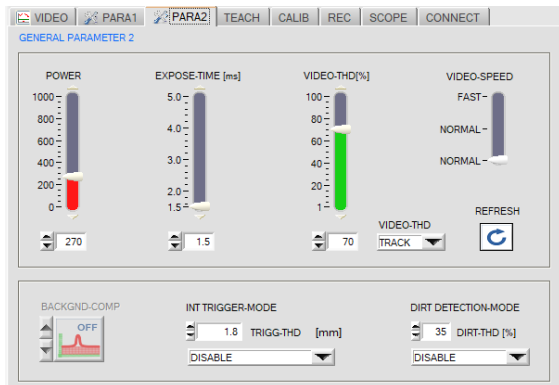 VIDEO PARA1 PARA2 TEACH CALIB REC SCOPE CONNECT
GENERAL PARAMETER 2
POWER EXPOSE-TIME [ms] VIDEO-THD[%] VIDEO-SPEED
1000 5.0 100 FAST
800 4.0 80 NORMAL
600 3.0 60 NORMAL
400 2.0 40
200 1.5 20
0 1
VIDEO-THD REFRESH
270 1.5 70 TRACK
BACKGND-COMP INT TRIGGER-MODE DIRT DETECTION-MODE
OFF 1.8 TRIGG-THD [mm] 35 DIRT-THD [%]
DISABLE DISABLE